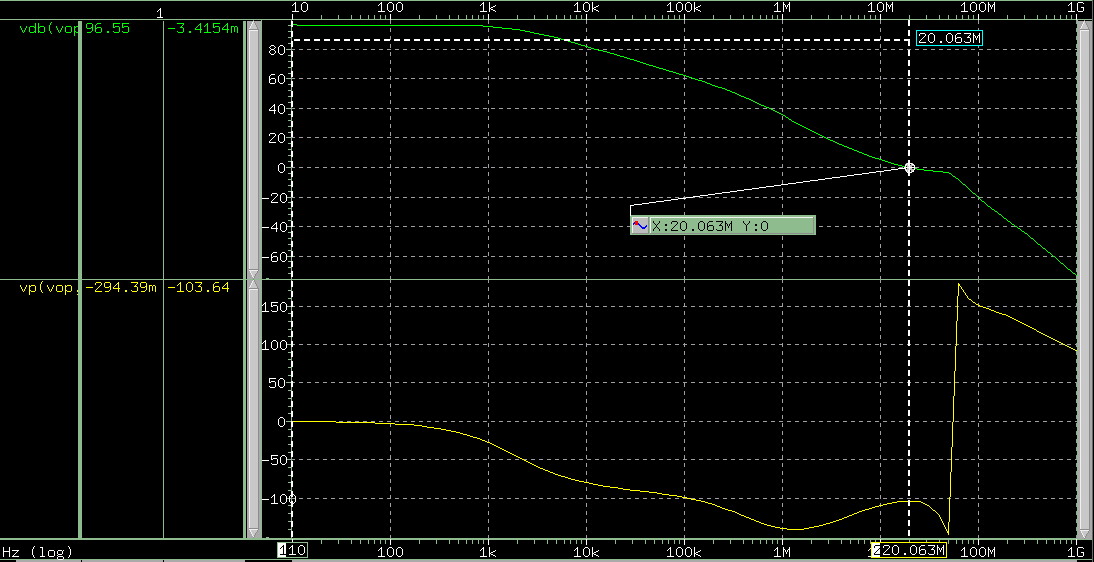 1
10 100 1k 10k 100k 1M 10M 100M 1G
vdb(vop 96.55 -3.4154m
20.063M
80
60
40
20
0
-20
X:20.063M Y:0
-40
-60
vp(vop, -294.39m -103.64
150
100
50
0
-50
-100
Hz (log)
110 100 1k 10k 100k 1M 20.063M 100M 1G